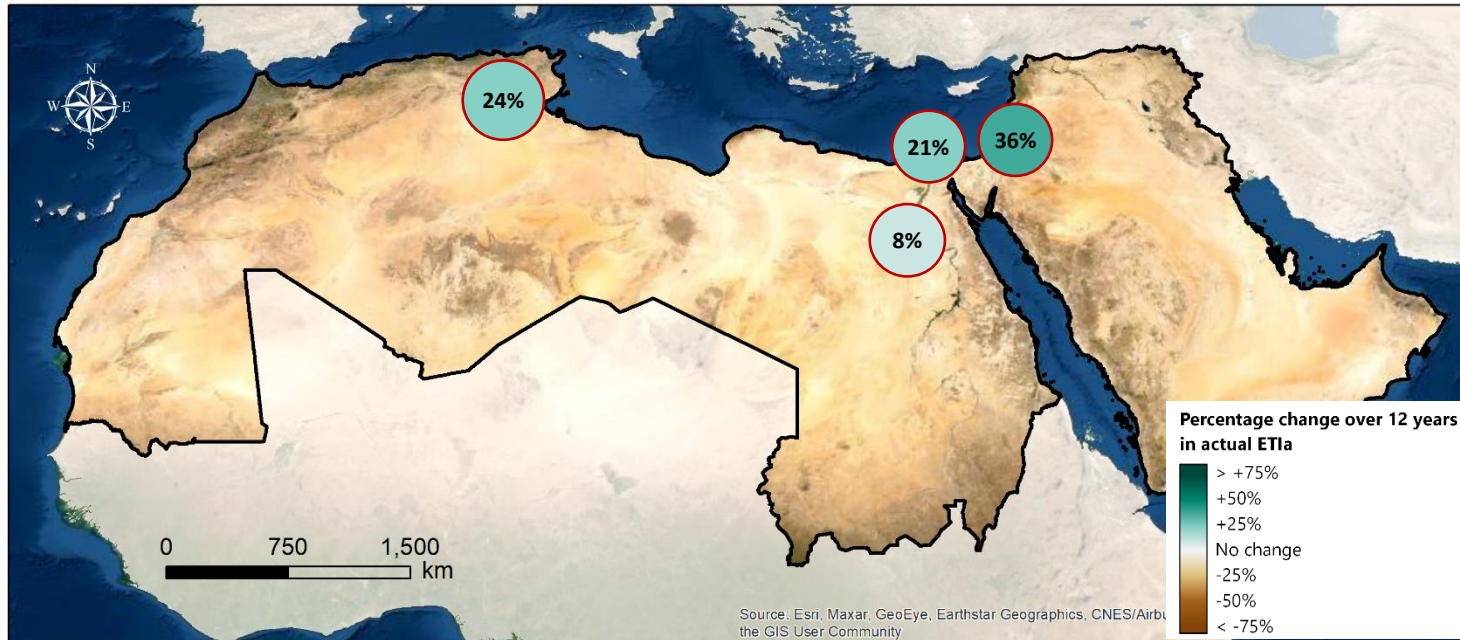 N
W E
S
24%
21%
36%
8%
Percentage change over 12 years
in actual ETIa
> +75%
+50%
+25%
No change
-25%
-50%
< -75%
0 750 1,500
km
Source. Esri, Maxar, GeoEye, Earthstar Geographics, CNES/Airbu
the GIS User Community